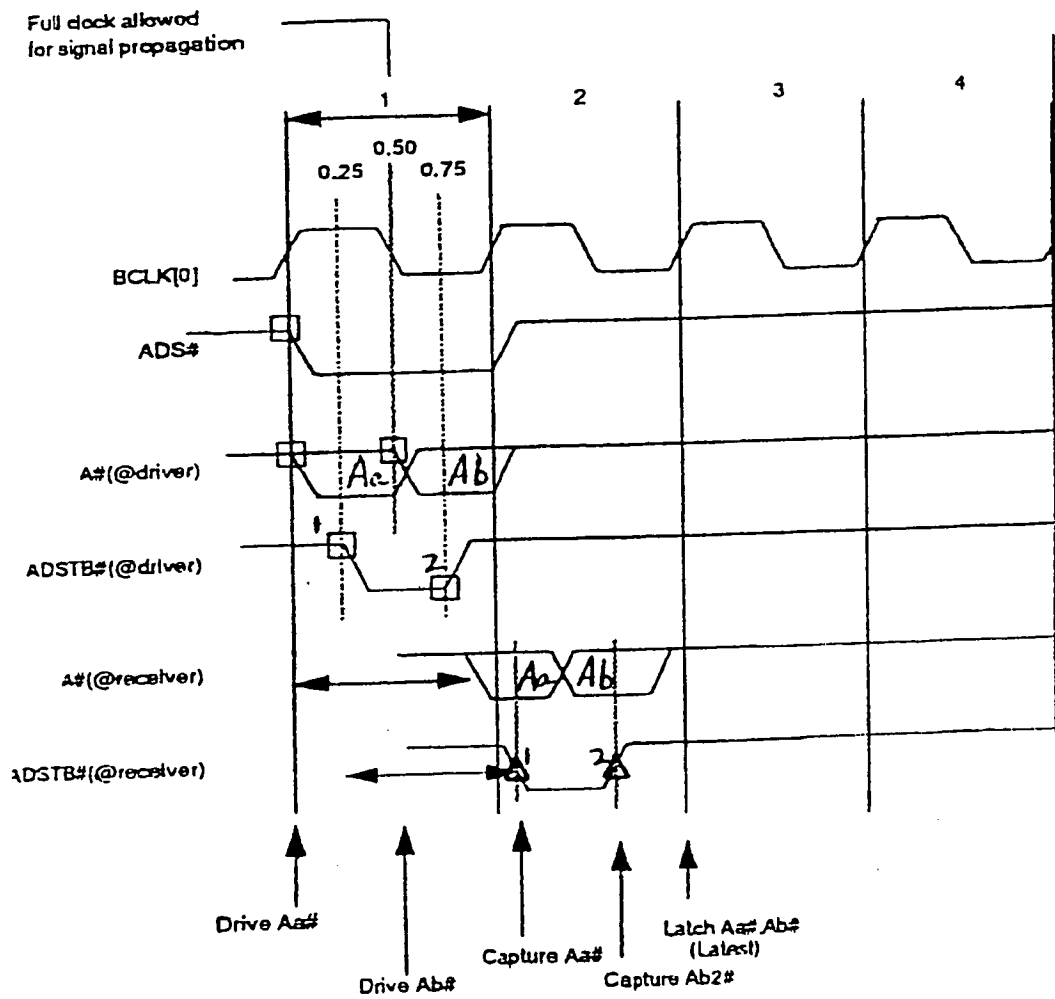 Full clock allowed
for signal propagation
1
2
3
4
0.50
0.25
0.75
BCLK[0]
ADS#
A#(@driver)
Aa
Ab
1
ADSTB#(@driver)
2
A#(@receiver)
Aa
Ab
ADSTB#(@receiver)
1
2
Drive Aa#
Drive Ab#
Capture Aa#
Capture Ab2#
Latch Aa#,Ab#
(Latest)